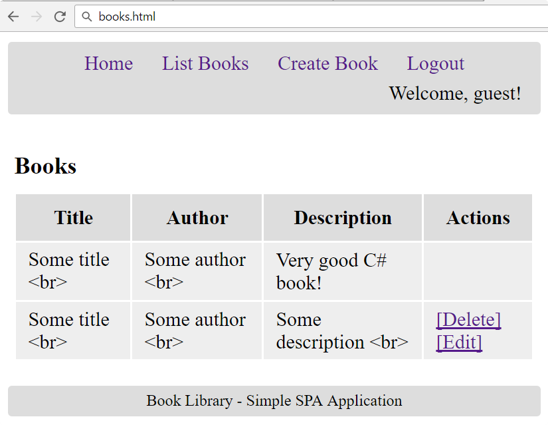 books.html
Home List Books Create Book Logout
Welcome, guest!
Books
Title Author Description Actions
Some title Some author Very good C#
<br> <br> book!
Some title Some author Some [Delete]
<br> <br> description <br> [Edit]
Book Library - Simple SPA Application